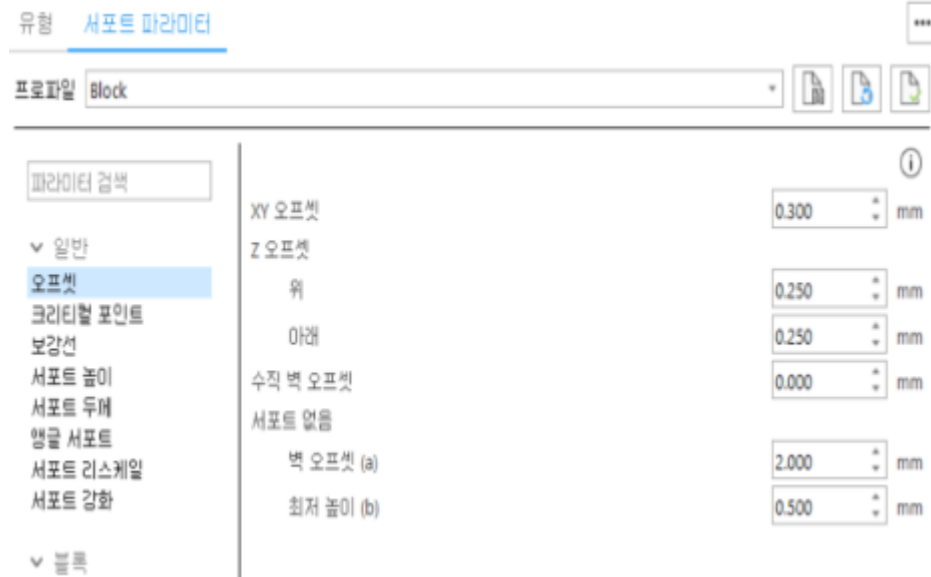 유형 서포트 파라미터
프로파일 Block
파라미터 검색
일반
오프셋
크리티컬 포인트
보강선
서포트 높이
서포트 두께
앵글 서포트
서포트 리스케일
서포트 강화
블록
XY 오프셋 0.300 mm
Z 오프셋
위 0.250 mm
아래 0.250 mm
수직 벽 오프셋 0.000 mm
서포트 없음
벽 오프셋 (a) 2.000 mm
최저 높이 (b) 0.500 mm